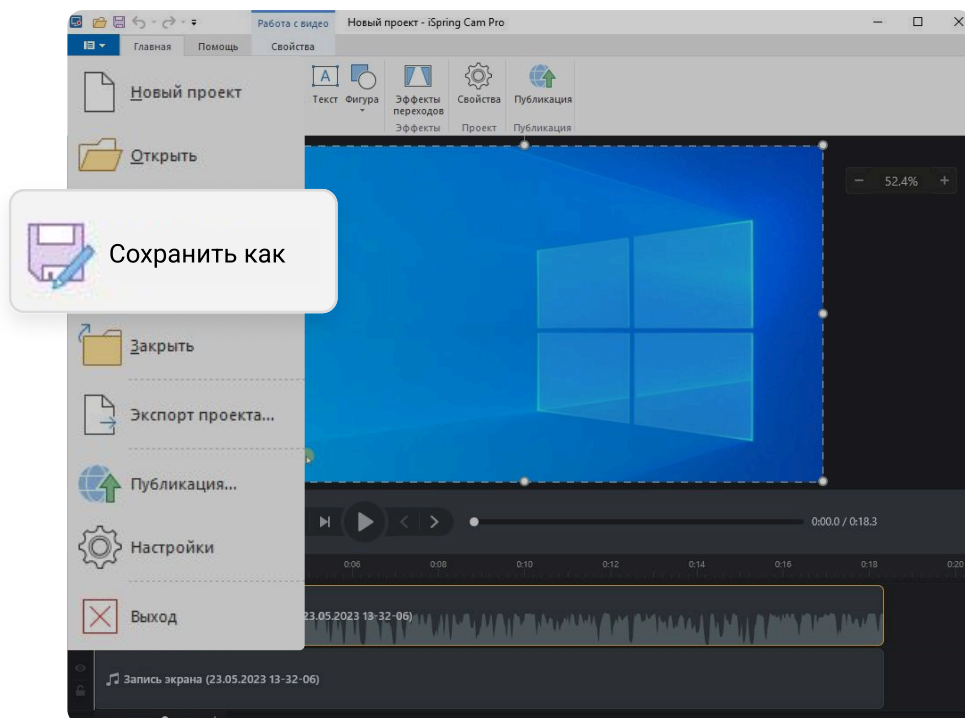 Работа с видео
Новый проект - iSpring Cam Pro
Главная
Помощь
Свойства
Новый проект
Открыть
Сохранить как
Закрыть
Экспорт проекта...
Публикация...
Настройки
Выход
Текст
Фигура
Эффекты
переходов
Свойства
Публикация
Эффекты
Проект
Публикация
52.4%
0:00.0 / 0:18.3
0:06
0:08
0:10
0:12
0:14
0:16
0:18
0:20
23.05.2023 13-32-06)
Запись экрана (23.05.2023 13-32-06)